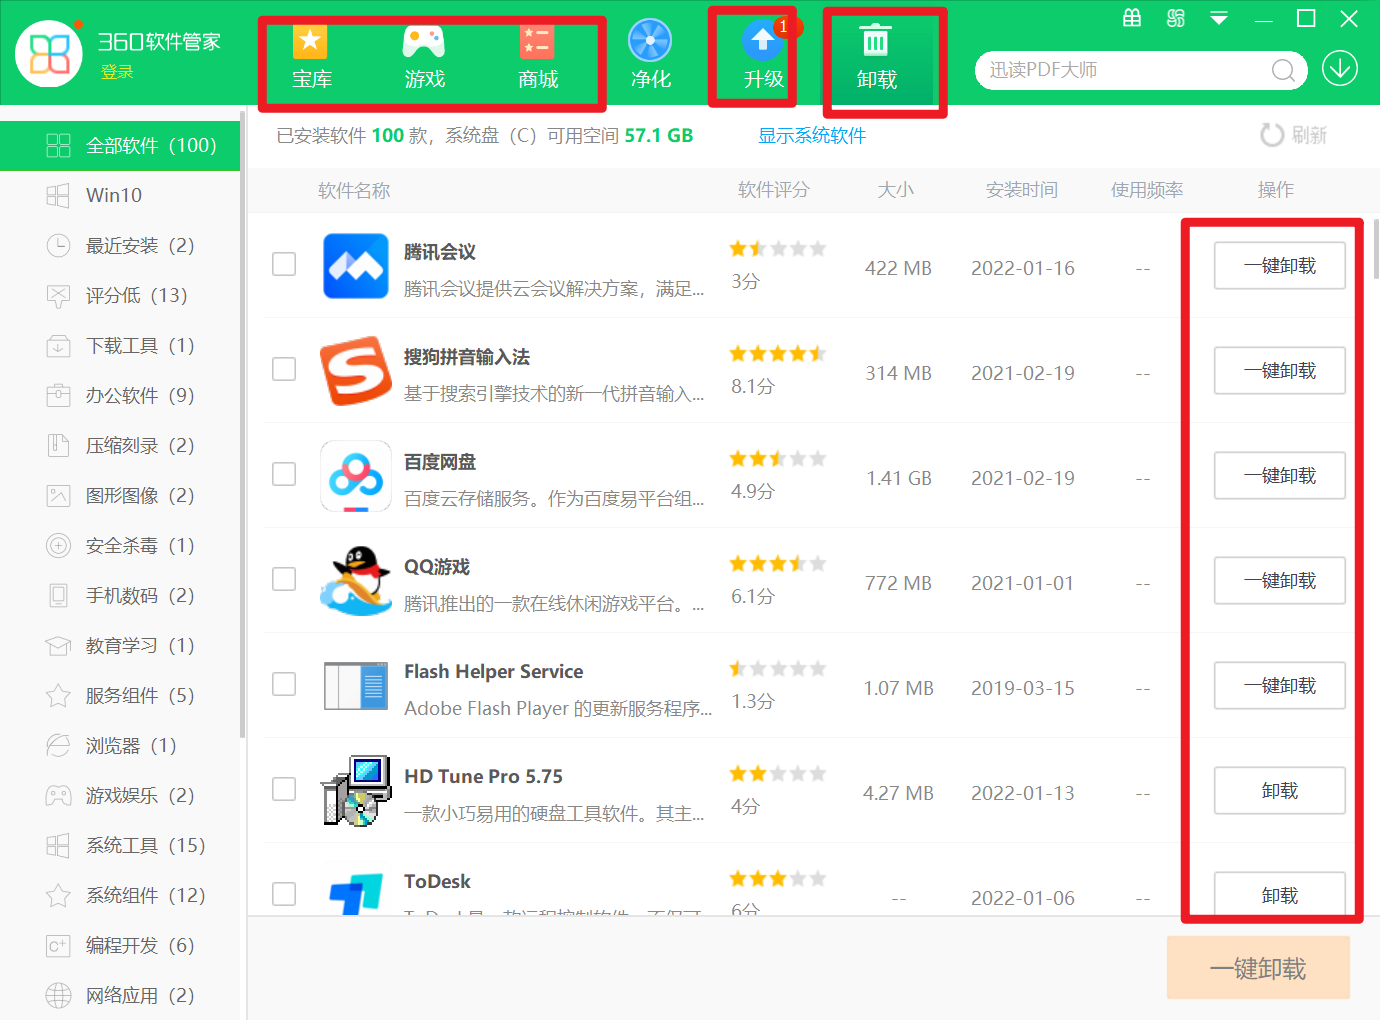 360软件管家
登录
宝库
游戏
商城
净化
1
升级
卸载
迅读PDF大师
已安装软件 100 款，系统盘（C）可用空间 57.1 GB
显示系统软件
刷新
软件名称
软件评分
大小
安装时间
使用频率
操作
全部软件（100）
Win10
最近安装（2）
评分低（13）
下载工具（1）
办公软件（9）
压缩刻录（2）
图形图像（2）
安全杀毒（1）
手机数码（2）
教育学习（1）
服务组件（5）
浏览器（1）
游戏娱乐（2）
系统工具（15）
系统组件（12）
编程开发（6）
网络应用（2）
腾讯会议
腾讯会议提供云会议解决方案，满足...
3分
422 MB
2022-01-16
--
一键卸载
搜狗拼音输入法
基于搜索引擎技术的新一代拼音输入...
8.1分
314 MB
2021-02-19
--
一键卸载
百度网盘
百度云存储服务。作为百度易平台组...
4.9分
1.41 GB
2021-02-19
--
一键卸载
QQ游戏
腾讯推出的一款在线休闲游戏平台。...
6.1分
772 MB
2021-01-01
--
一键卸载
Flash Helper Service
Adobe Flash Player 的更新服务程序...
1.3分
1.07 MB
2019-03-15
--
一键卸载
HD Tune Pro 5.75
一款小巧易用的硬盘工具软件。其主...
4分
4.27 MB
2022-01-13
--
卸载
ToDesk
6分
--
2022-01-06
--
卸载
一键卸载